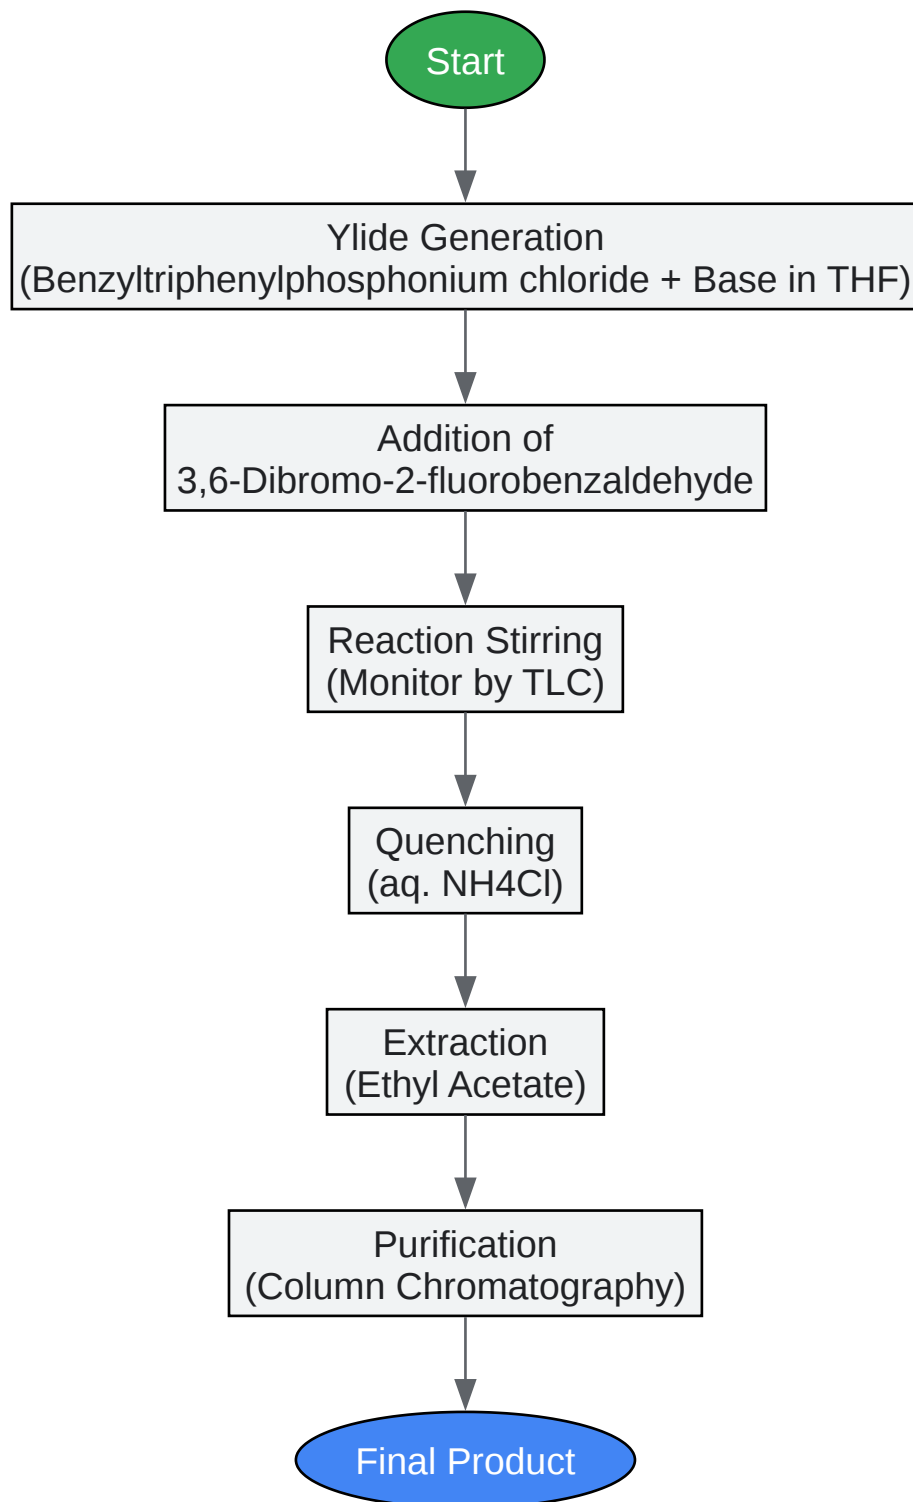 Start
Ylide Generation
(Benzyltriphenylphosphonium chloride + Base in THF)
Addition of
3,6-Dibromo-2-fluorobenzaldehyde
Reaction Stirring
(Monitor by TLC)
Quenching
(aq. NH4Cl)
Extraction
(Ethyl Acetate)
Purification
(Column Chromatography)
Final Product